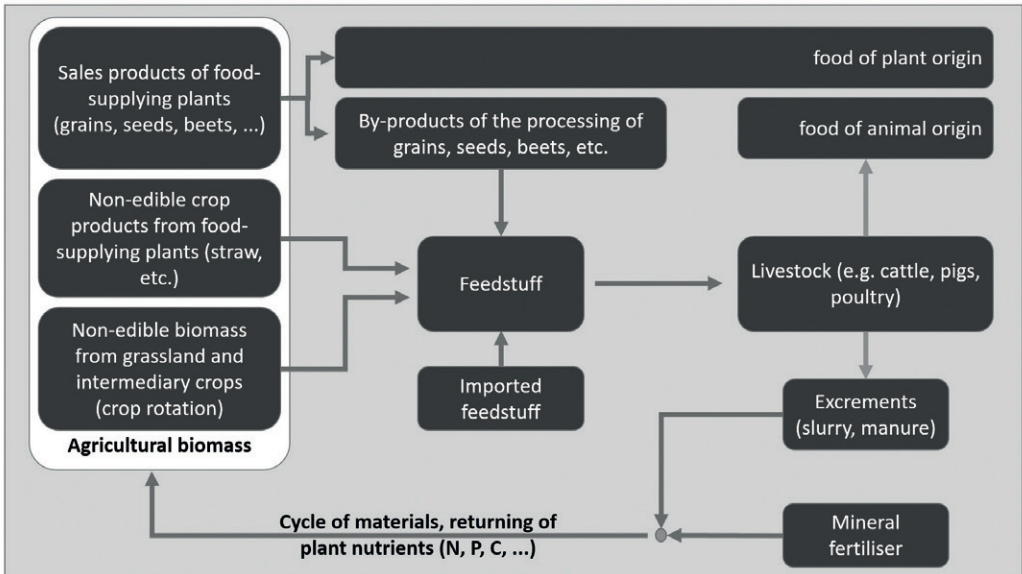 Sales products of food-
supplying plants
(grains, seeds, beets, ...)
food of plant origin
By-products of the processing of
grains, seeds, beets, etc.
food of animal origin
Non-edible crop
products from food-
supplying plants (straw,
etc.)
Feedstuff
Livestock (e.g. cattle, pigs,
poultry)
Non-edible biomass
from grassland and
intermediary crops
(crop rotation)
Imported
feedstuff
Excrements
(slurry, manure)
Agricultural biomass
Cycle of materials, returning of
plant nutrients (N, P, C, ...)
Mineral
fertiliser